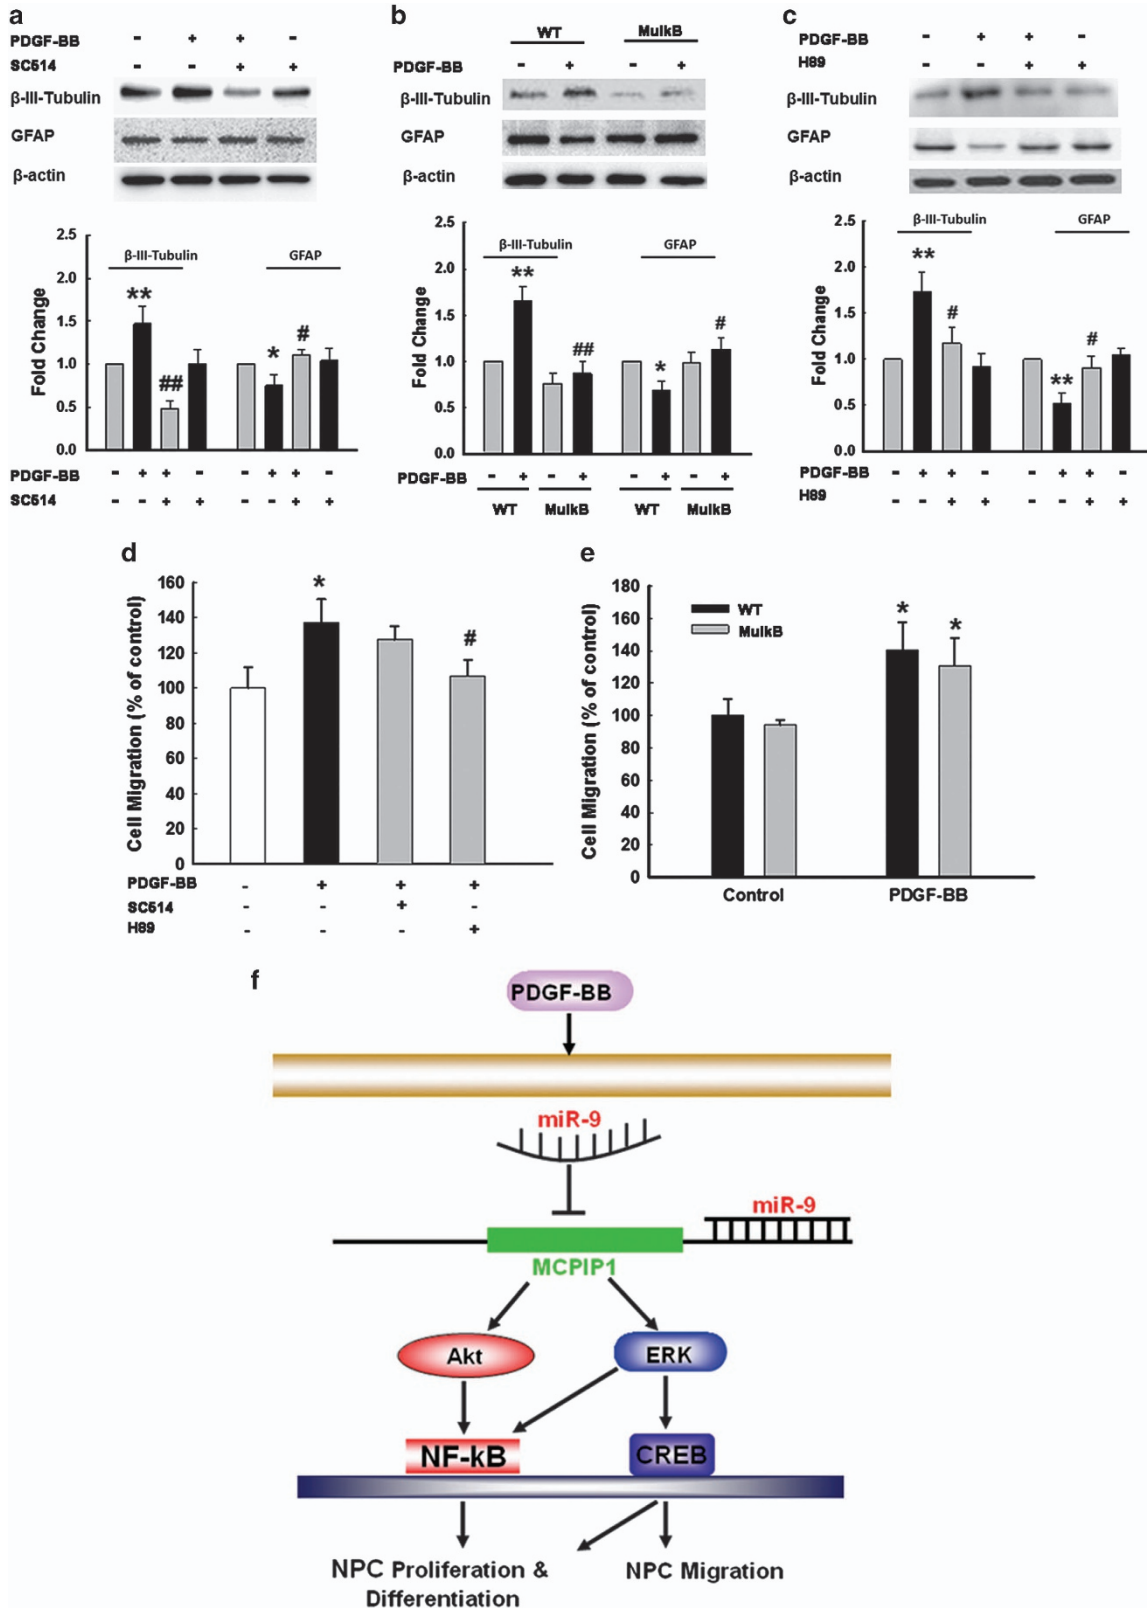 a
PDGF-BB - + + -
SC514 - - + +
β-III-Tubulin
GFAP
β-actin
2.5
2.0
1.5
1.0
0.5
0.0
Fold Change
β-III-Tubulin GFAP
** ## * #
PDGF-BB - + + - - + + -
SC514 - - + + - - + +
b
WT MuIkB
PDGF-BB - + - +
β-III-Tubulin
GFAP
β-actin
2.5
2.0
1.5
1.0
0.5
0.0
Fold Change
β-III-Tubulin GFAP
** ## * #
PDGF-BB - + - + - + - +
WT MuIkB WT MuIkB
c
PDGF-BB - + + -
H89 - - + +
β-III-Tubulin
GFAP
β-actin
2.5
2.0
1.5
1.0
0.5
0.0
Fold Change
β-III-Tubulin GFAP
** # ** #
PDGF-BB - + + - - + + -
H89 - - + + - - + +
d
160
140
120
100
80
60
40
20
0
Cell Migration (% of control)
* #
PDGF-BB - + + +
SC514 - - + -
H89 - - - +
e
180
160
140
120
100
80
60
40
20
0
Cell Migration (% of control)
WT
MuIkB
* *
Control PDGF-BB
f
PDGF-BB
miR-9
miR-9
MCPIP1
Akt ERK
NF-kB CREB
NPC Proliferation & NPC Migration
Differentiation